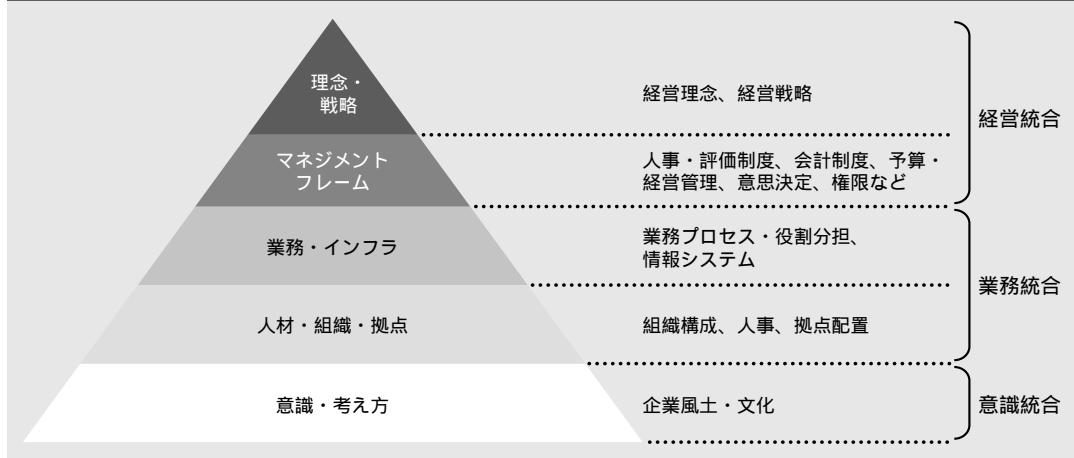 理念・
戦略
経営理念、経営戦略
経営統合
マネジメント
フレーム
人事・評価制度、会計制度、予算・
経営管理、意思決定、権限など
業務・インフラ
業務プロセス・役割分担、
情報システム
業務統合
人材・組織・拠点
組織構成、人事、拠点配置
意識・考え方
企業風土・文化
意識統合